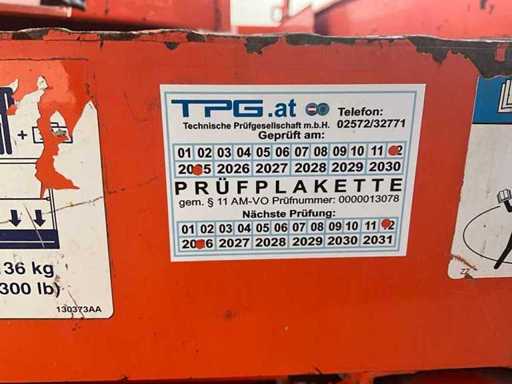 TPG.at
Telefon:
Technische Prüfgesellschaft m.b.H. 02572/32771
Geprüft am:
01 02 03 04 05 06 07 08 09 10 11 12
2025 2026 2027 2028 2029 2030
PRÜFPLAKETTE
gem. § 11 AM-VO Prüfnummer: 0000013078
Nächste Prüfung:
01 02 03 04 05 06 07 08 09 10 11 12
2026 2027 2028 2029 2030 2031
136 kg
300 lb)
130373AA